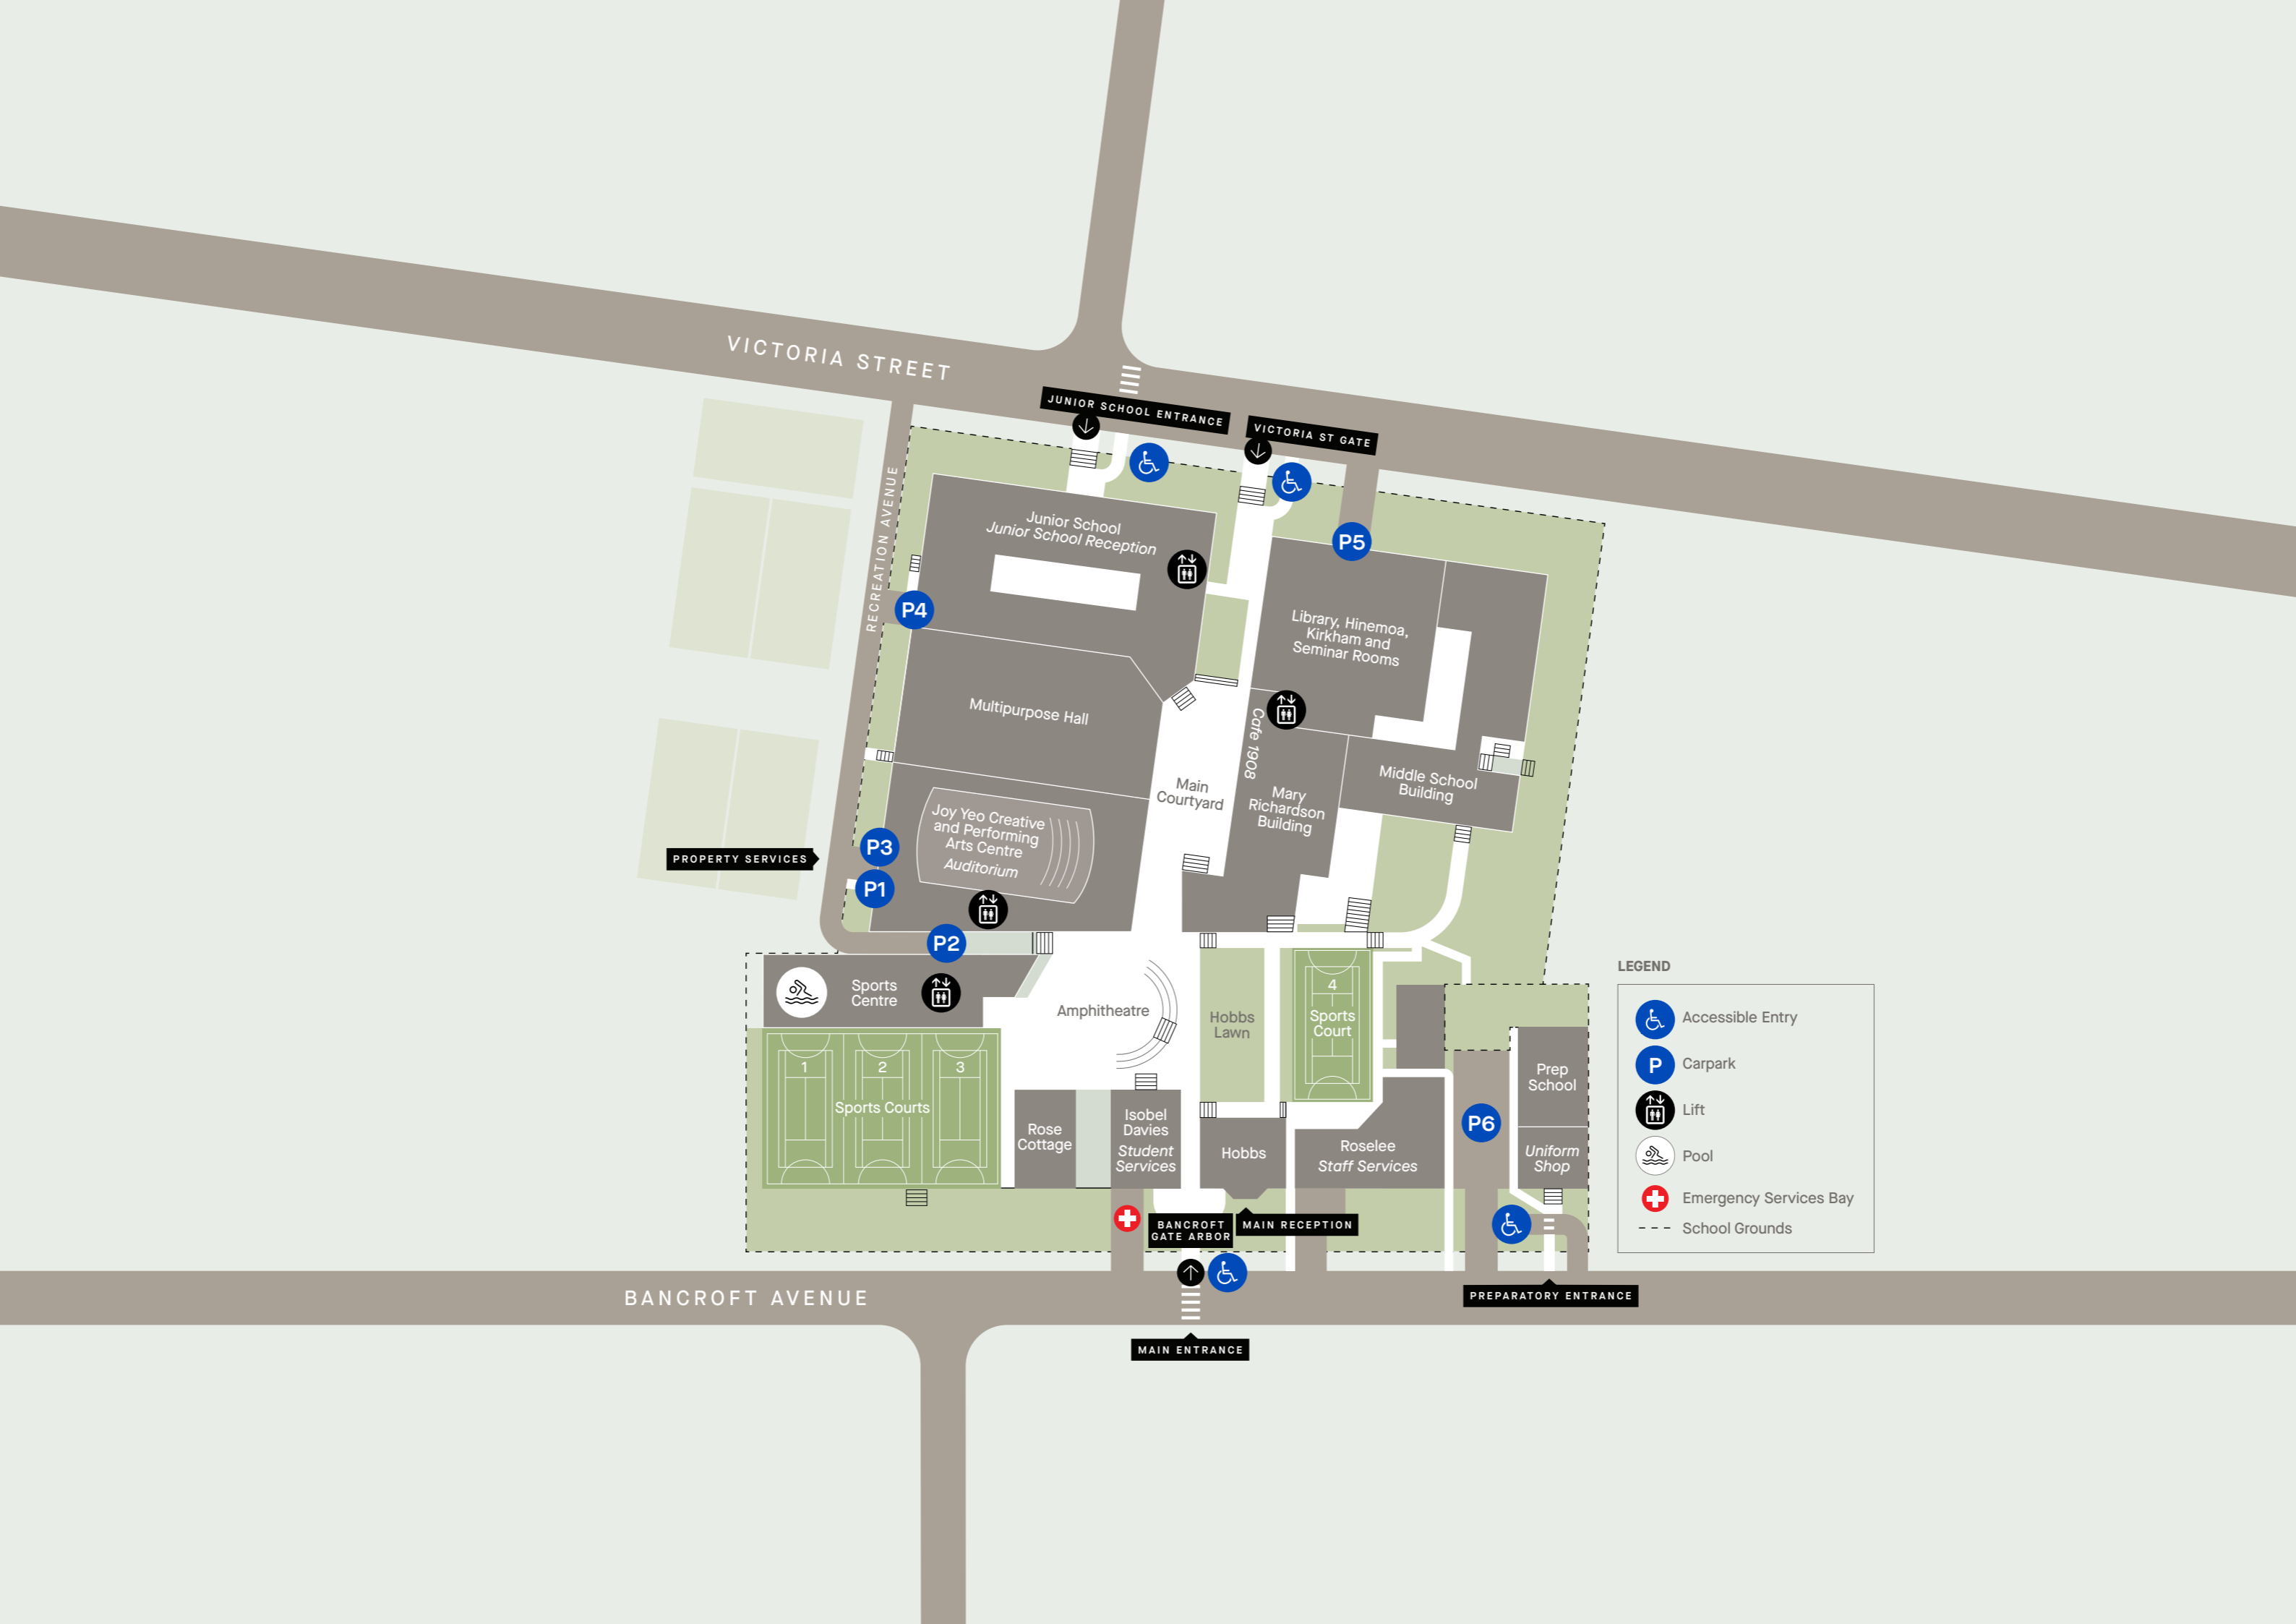 VICTORIA STREET
JUNIOR SCHOOL ENTRANCE
VICTORIA ST GATE
RECREATION AVENUE
Junior School
Junior School Reception
P5
P4
Library, Hinemoa,
Kirkham and
Seminar Rooms
Multipurpose Hall
Cafe 1908
Main
Courtyard
Mary
Richardson
Building
Middle School
Building
Joy Yeo Creative
and Performing
Arts Centre
Auditorium
PROPERTY SERVICES
P3
P1
P2
Sports
Centre
Amphitheatre
Hobbs
Lawn
4
Sports
Court
1
2
3
Sports Courts
Rose
Cottage
Isobel
Davies
Student
Services
Hobbs
Roselee
Staff Services
P6
Prep
School
Uniform
Shop
BANCROFT
GATE ARBOR
MAIN RECEPTION
BANCROFT AVENUE
PREPARATORY ENTRANCE
MAIN ENTRANCE
LEGEND
Accessible Entry
P
Carpark
Lift
Pool
Emergency Services Bay
School Grounds